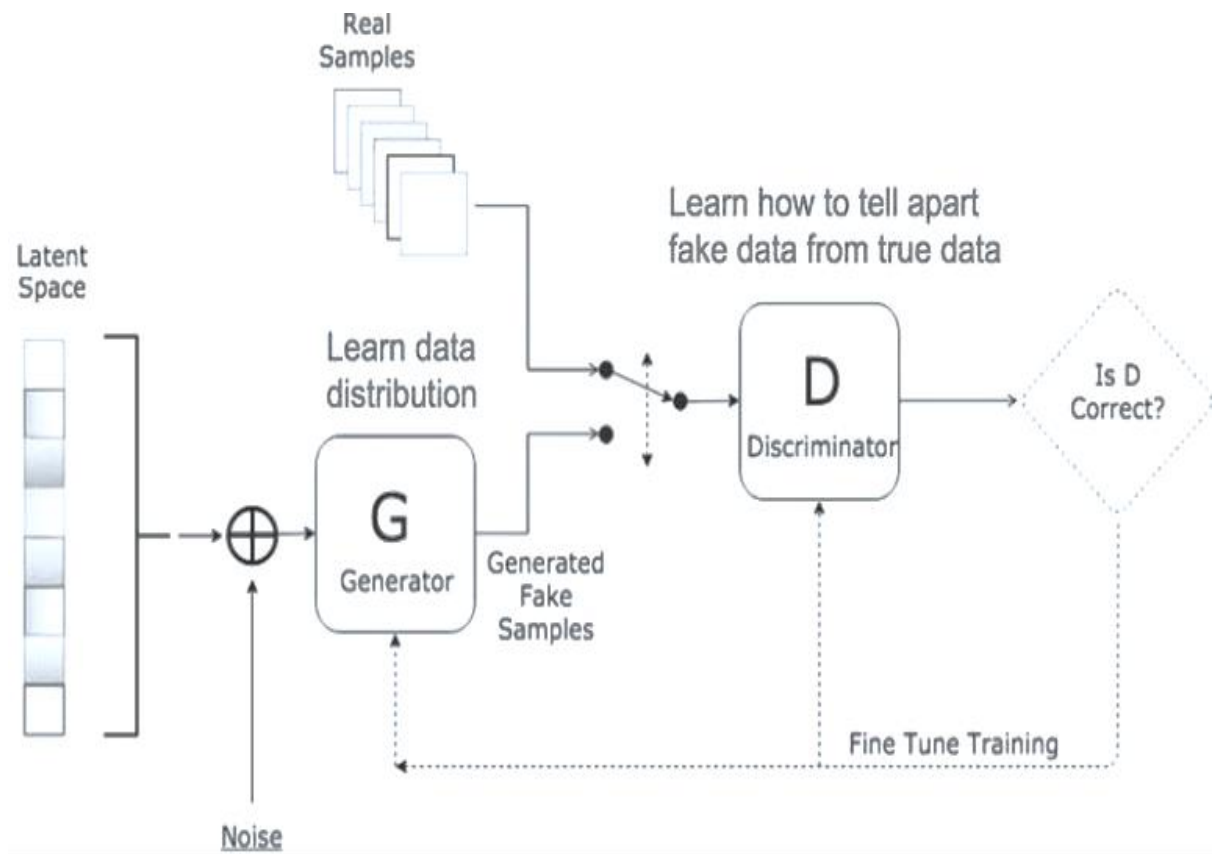 Real
Samples
Learn how to tell apart
fake data from true data
Latent
Space
Learn data
distribution
Is D
Correct?
D
Discriminator
G
Generator
Generated
Fake
Samples
Fine Tune Training
Noise